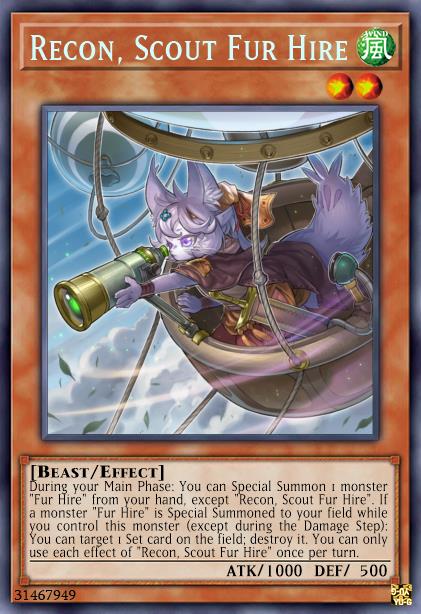 RECON, SCOUT FUR HIRE
WIND
風
[BEAST/EFFECT]
During your Main Phase: You can Special Summon 1 monster
"Fur Hire" from your hand, except "Recon, Scout Fur Hire". If
a monster "Fur Hire" is Special Summoned to your field while
you control this monster (except during the Damage Step):
You can target 1 Set card on the field; destroy it. You can only
use each effect of "Recon, Scout Fur Hire" once per turn.
ATK/1000 DEF/ 500
31467949